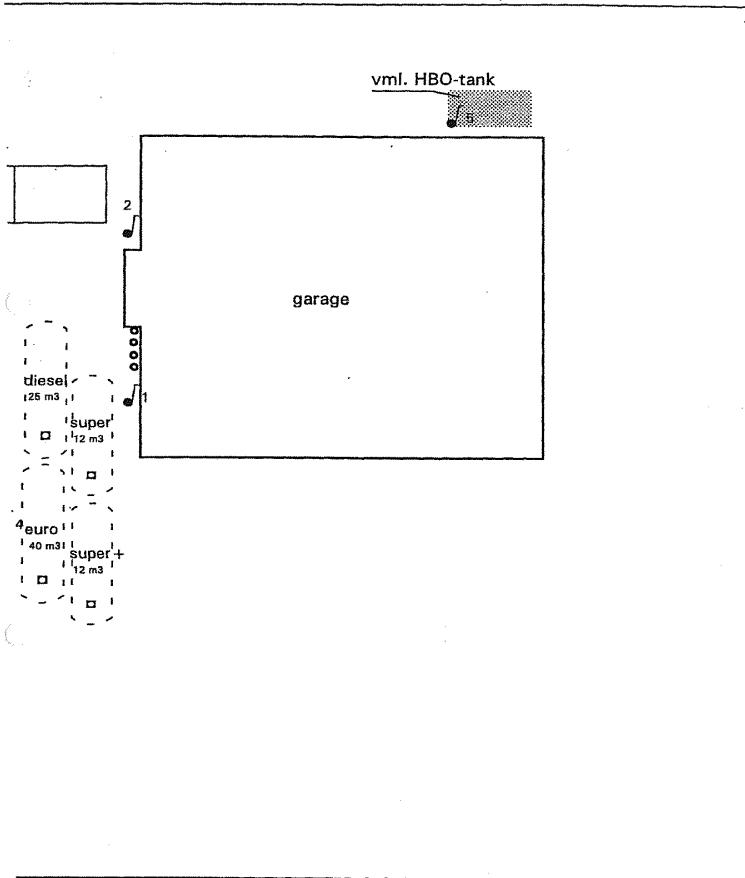 vml. HBO-tank
5
2
garage
diesel
25 m3
1
super
12 m3
4
euro
40 m3
super+
12 m3